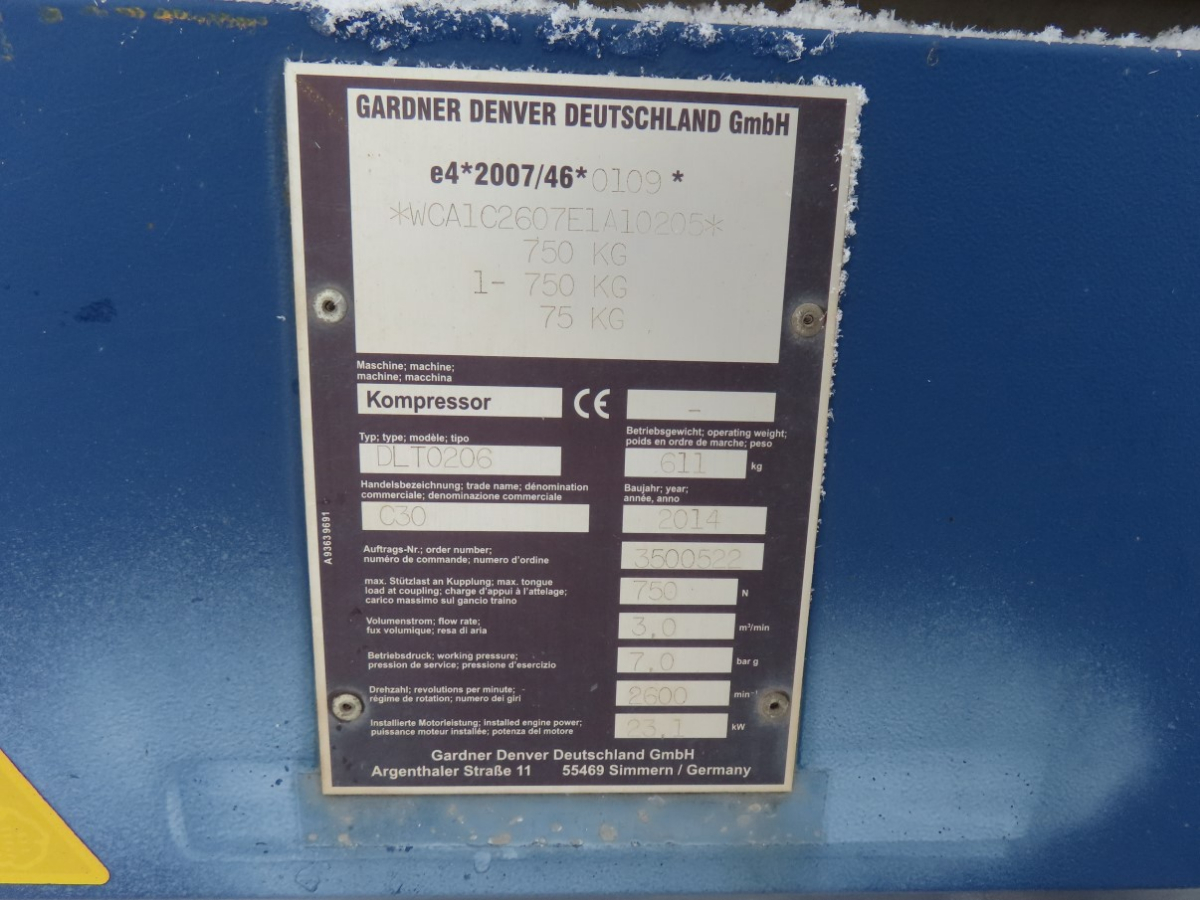 GARDNER DENVER DEUTSCHLAND GmbH
e4*2007/46*0109 *
*WCA1C2607E1A10205*
750 KG
1- 750 KG
75 KG
Maschine; machine;
machine; macchina
Kompressor CE -
Typ; type; modèle; tipo
DLT0206
Betriebsgewicht; operating weight;
poids en ordre de marche; peso
611 kg
Handelsbezeichnung; trade name; dénomination
commerciale; denominazione commerciale
C30
Baujahr; year;
année, anno
2014
Auftrags-Nr.; order number;
numéro de commande; numero d'ordine
3500522
max. Stützlast an Kupplung; max. tongue
load at coupling; charge d'appui à l'attelage;
carico massimo sul gancio traino
750 N
Volumenstrom; flow rate;
fux volumique; resa di aria
3,0 m³/min
Betriebsdruck; working pressure;
pression de service; pressione d'esercizio
7,0 bar g
Drehzahl; revolutions per minute;
régime de rotation; numero dei giri
2600 min⁻¹
Installierte Motorleistung; installed engine power;
puissance moteur installée; potenza del motore
23,1 kW
Gardner Denver Deutschland GmbH
Argenthaler Straße 11 55469 Simmern / Germany
A93639691